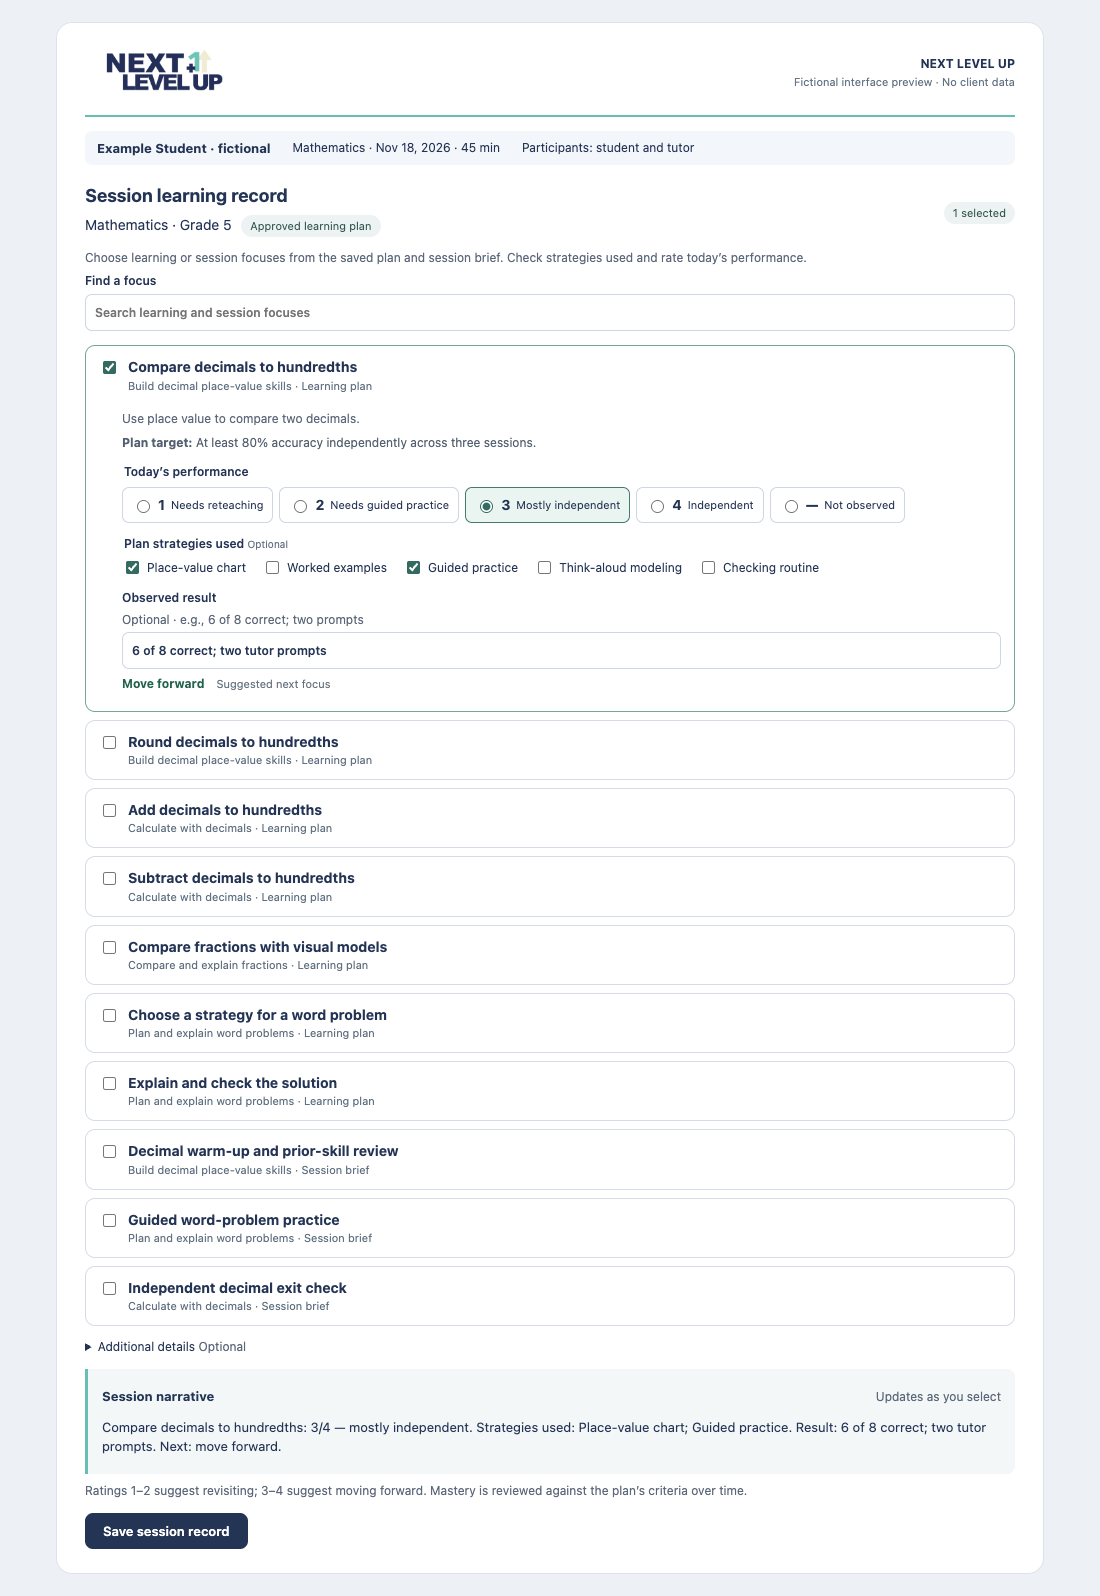 NEXT +1
LEVEL UP
NEXT LEVEL UP
Fictional interface preview · No client data
Example Student · fictional Mathematics · Nov 18, 2026 · 45 min Participants: student and tutor
Session learning record
Mathematics · Grade 5 Approved learning plan
1 selected
Choose learning or session focuses from the saved plan and session brief. Check strategies used and rate today’s performance.
Find a focus
Search learning and session focuses
Compare decimals to hundredths
Build decimal place-value skills · Learning plan
Use place value to compare two decimals.
Plan target: At least 80% accuracy independently across three sessions.
Today’s performance
1 Needs reteaching 2 Needs guided practice 3 Mostly independent 4 Independent — Not observed
Plan strategies used Optional
Place-value chart Worked examples Guided practice Think-aloud modeling Checking routine
Observed result
Optional · e.g., 6 of 8 correct; two prompts
6 of 8 correct; two tutor prompts
Move forward Suggested next focus
Round decimals to hundredths
Build decimal place-value skills · Learning plan
Add decimals to hundredths
Calculate with decimals · Learning plan
Subtract decimals to hundredths
Calculate with decimals · Learning plan
Compare fractions with visual models
Compare and explain fractions · Learning plan
Choose a strategy for a word problem
Plan and explain word problems · Learning plan
Explain and check the solution
Plan and explain word problems · Learning plan
Decimal warm-up and prior-skill review
Build decimal place-value skills · Session brief
Guided word-problem practice
Plan and explain word problems · Session brief
Independent decimal exit check
Calculate with decimals · Session brief
Additional details Optional
Session narrative Updates as you select
Compare decimals to hundredths: 3/4 — mostly independent. Strategies used: Place-value chart; Guided practice. Result: 6 of 8 correct; two tutor
prompts. Next: move forward.
Ratings 1–2 suggest revisiting; 3–4 suggest moving forward. Mastery is reviewed against the plan’s criteria over time.
Save session record